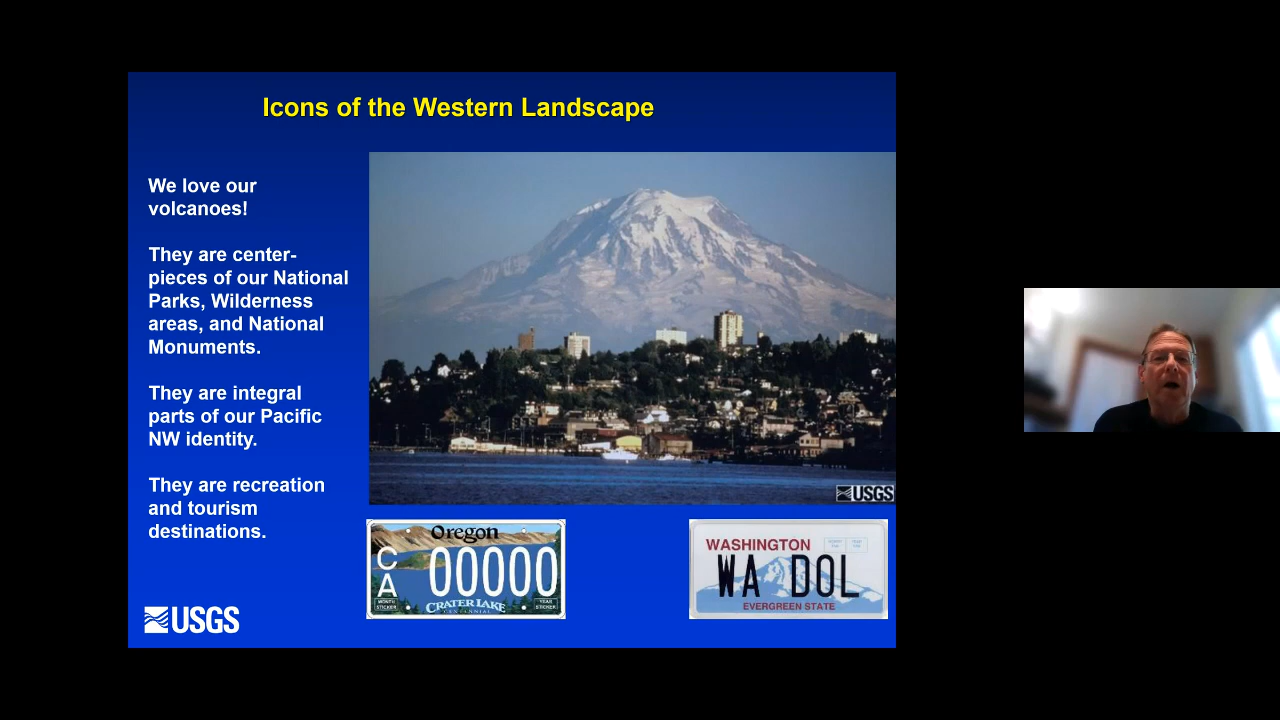 Icons of the Western Landscape
We love our
volcanoes!
They are center-
pieces of our National
Parks, Wilderness
areas, and National
Monuments.
They are integral
parts of our Pacific
NW identity.
They are recreation
and tourism
destinations.
USGS
USGS
Oregon
CA 00000
MONTH STICKER
CRATER LAKE
CENTENNIAL
YEAR STICKER
WASHINGTON
WA DOL
EVERGREEN STATE